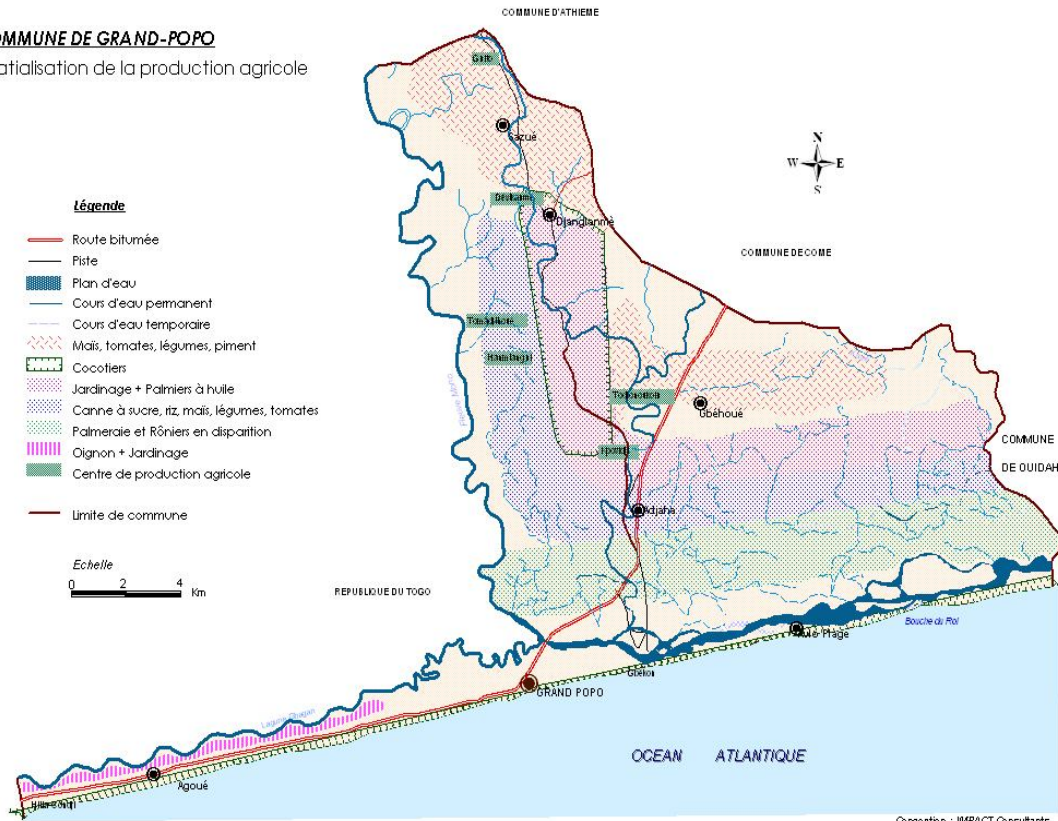 COMMUNE D'ATHIEME
OMMUNE DE GRAND-POPO
atialisation de la production agricole
N
W E
S
COMMUNE DE COME
Légende
Route bitumée
Piste
Plan d'eau
Cours d'eau permanent
Cours d'eau temporaire
Maïs, tomates, légumes, piment
Cocotiers
Jardinage + Palmiers à huile
Canne à sucre, riz, maïs, légumes, tomates
Palmeraie et Rôniers en disparition
Oignon + Jardinage
Centre de production agricole
Limite de commune
Echelle
0 2 4
Km
Djanglanmè
Gbéhoué
Adjaha
COMMUNE
DE OUIDAH
REPUBLIQUE DU TOGO
Bouche du Roi
GRAND POPO
Agoué
OCEAN ATLANTIQUE
Conception : IMPACT Consultants